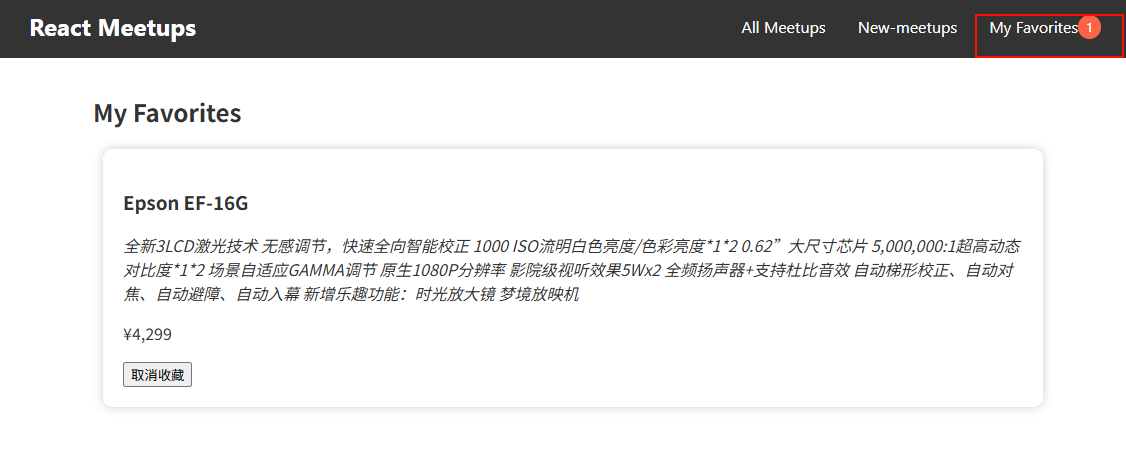 React Meetups
All Meetups
New-meetups
My Favorites 1
My Favorites
Epson EF-16G
全新3LCD激光技术 无感调节，快速全向智能校正 1000 ISO流明白色亮度/色彩亮度*1*2 0.62”大尺寸芯片 5,000,000:1超高动态
对比度*1*2 场景自适应GAMMA调节 原生1080P分辨率 影院级视听效果5Wx2 全频扬声器+支持杜比音效 自动梯形校正、自动对
焦、自动避障、自动入幕 新增乐趣功能：时光放大镜 梦境放映机
¥4,299
取消收藏